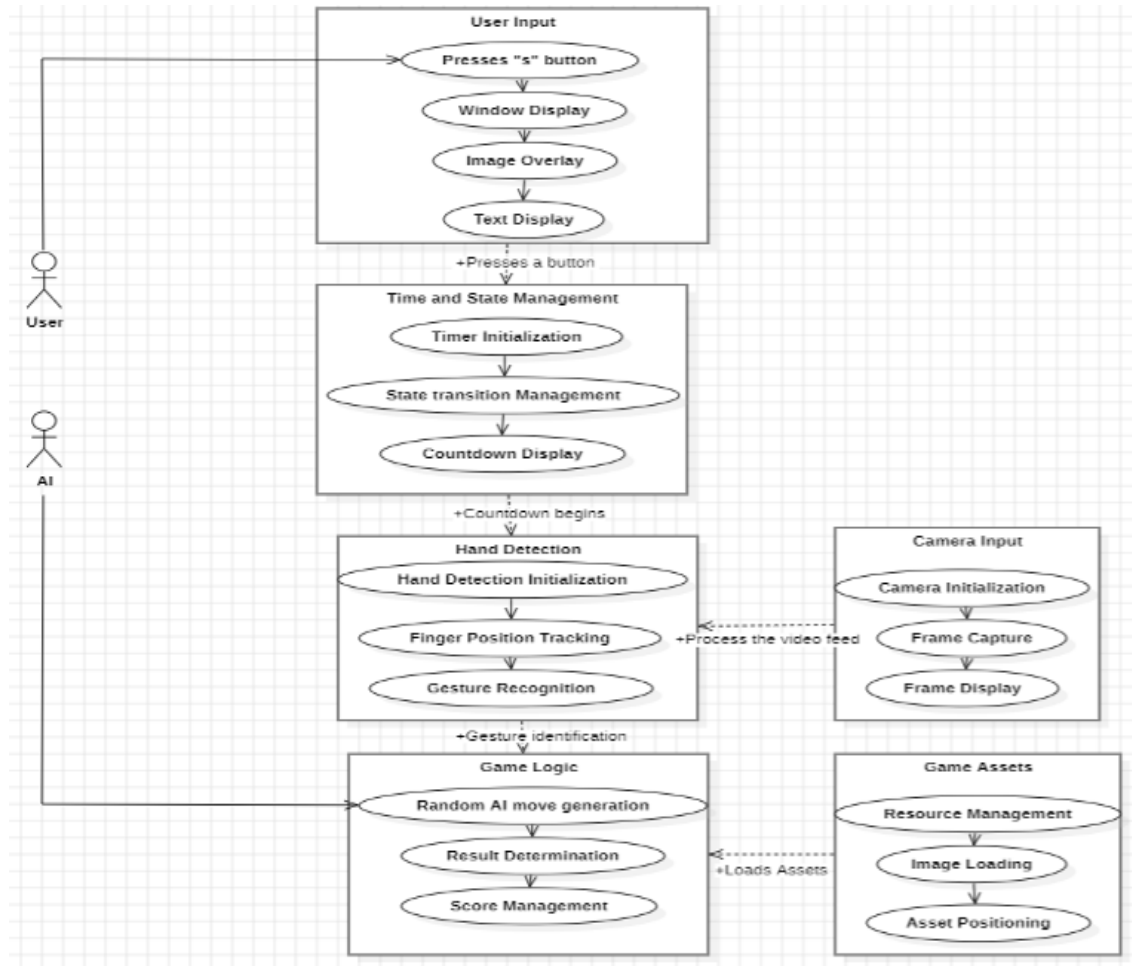 User Input
Presses "s" button
Window Display
Image Overlay
Text Display
+Presses a button
User
Time and State Management
Timer Initialization
State transition Management
Countdown Display
AI
+Countdown begins
Hand Detection
Hand Detection Initialization
Finger Position Tracking
Gesture Recognition
Camera Input
Camera Initialization
Frame Capture
Frame Display
+Process the video feed
+Gesture identification
Game Logic
Random AI move generation
Result Determination
Score Management
Game Assets
Resource Management
Image Loading
Asset Positioning
+Loads Assets